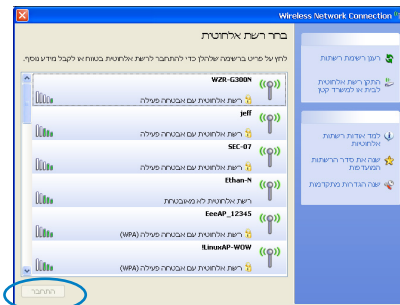 Wireless Network Connection
בחר רשת אלחוטית
לחץ על פריט ברשימה שלהלן כדי להתחבר לרשת אלחוטית בטווח או לקבל מידע נוסף.
רענן רשימת רשתות
התקן רשת אלחוטית
לבית או למשרד קטן
למד אודות רשתות
אלחוטיות
שנה את סדר הרשתות
המועדפות
שנה הגדרות מתקדמות
WZR-G300N
רשת אלחוטית עם אבטחה פעילה
jeff
רשת אלחוטית עם אבטחה פעילה
SEC-07
רשת אלחוטית עם אבטחה פעילה
Ethan-N
רשת אלחוטית לא מאובטחת
EeeAP_12345
רשת אלחוטית עם אבטחה פעילה (WPA)
!LinuxAP-WOW
רשת אלחוטית עם אבטחה פעילה (WPA)
התחבר